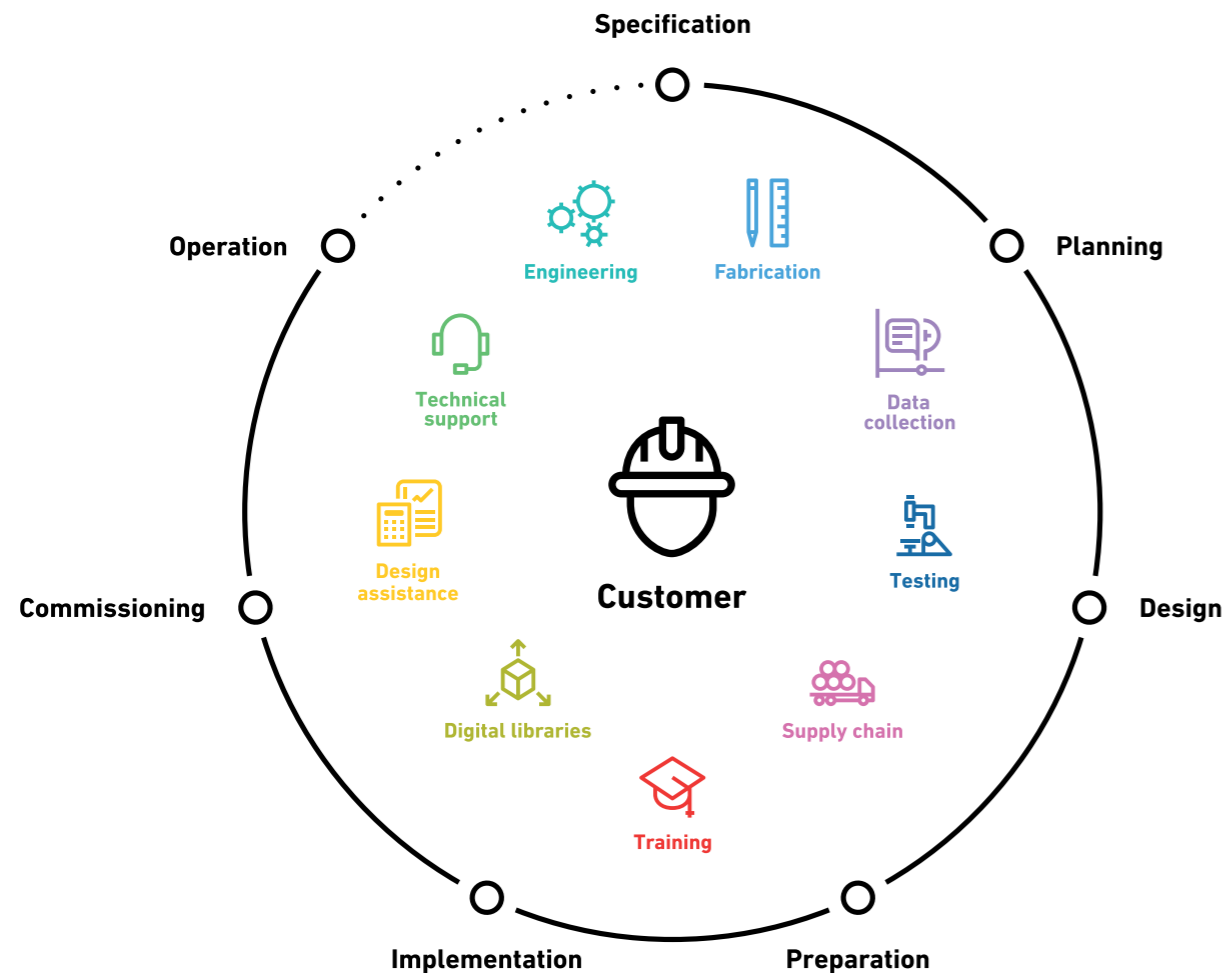 Specification
Operation
Planning
Engineering
Fabrication
Technical
support
Data
collection
Design
assistance
Customer
Testing
Commissioning
Design
Digital libraries
Supply chain
Training
Implementation
Preparation